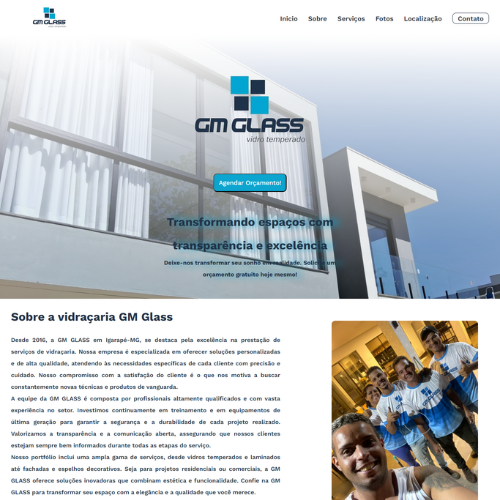 GM GLASS
Inicio Sobre Serviços Fotos Localização Contato
GM GLASS
vidro temperado
Agendar Orçamento!
Transformando espaços com
transparência e excelência
Deixe-nos transformar seu sonho em realidade. Solicite um
orçamento gratuito hoje mesmo!
Sobre a vidraçaria GM Glass
Desde 2016, a GM GLASS em Igarapé-MG, se destaca pela excelência na prestação de
serviços de vidraçaria. Nossa empresa é especializada em oferecer soluções personalizadas
e de alta qualidade, atendendo às necessidades específicas de cada cliente com precisão e
cuidado. Nosso compromisso com a satisfação do cliente é o que nos motiva a buscar
constantemente novas técnicas e produtos de vanguarda.
A equipe da GM GLASS é composta por profissionais altamente qualificados e com vasta
experiência no setor. Investimos continuamente em treinamento e em equipamentos de
última geração para garantir a segurança e a durabilidade de cada projeto realizado.
Valorizamos a transparência e a comunicação aberta, assegurando que nossos clientes
estejam sempre bem informados durante todas as etapas do serviço.
Nosso portfólio inclui uma ampla gama de serviços, desde vidros temperados e laminados
até fachadas e espelhos decorativos. Seja para projetos residenciais ou comerciais, a GM
GLASS oferece soluções inovadoras que combinam estética e funcionalidade. Confie na GM
GLASS para transformar seu espaço com a elegância e a qualidade que você merece.